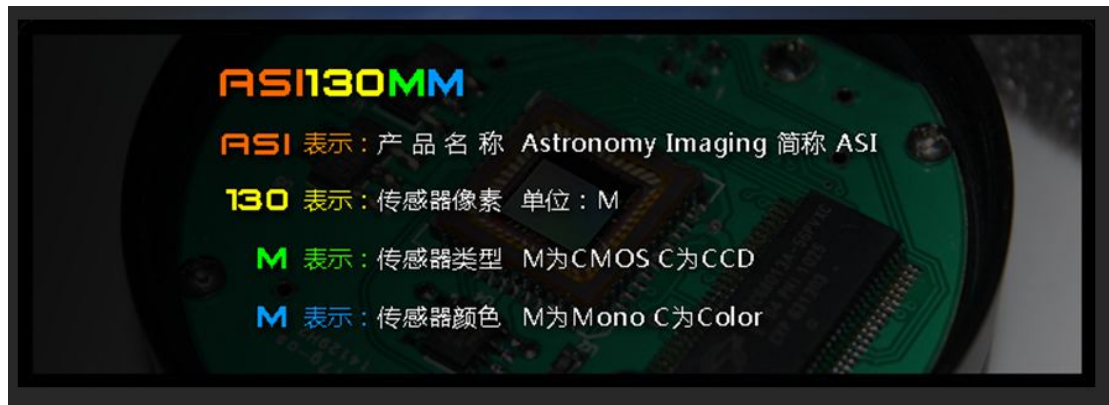 ASI130MM
ASI 表示：产品名称 Astronomy Imaging 简称 ASI
130 表示：传感器像素 单位：M
M 表示：传感器类型 M为CMOS C为CCD
M 表示：传感器颜色 M为Mono C为Color